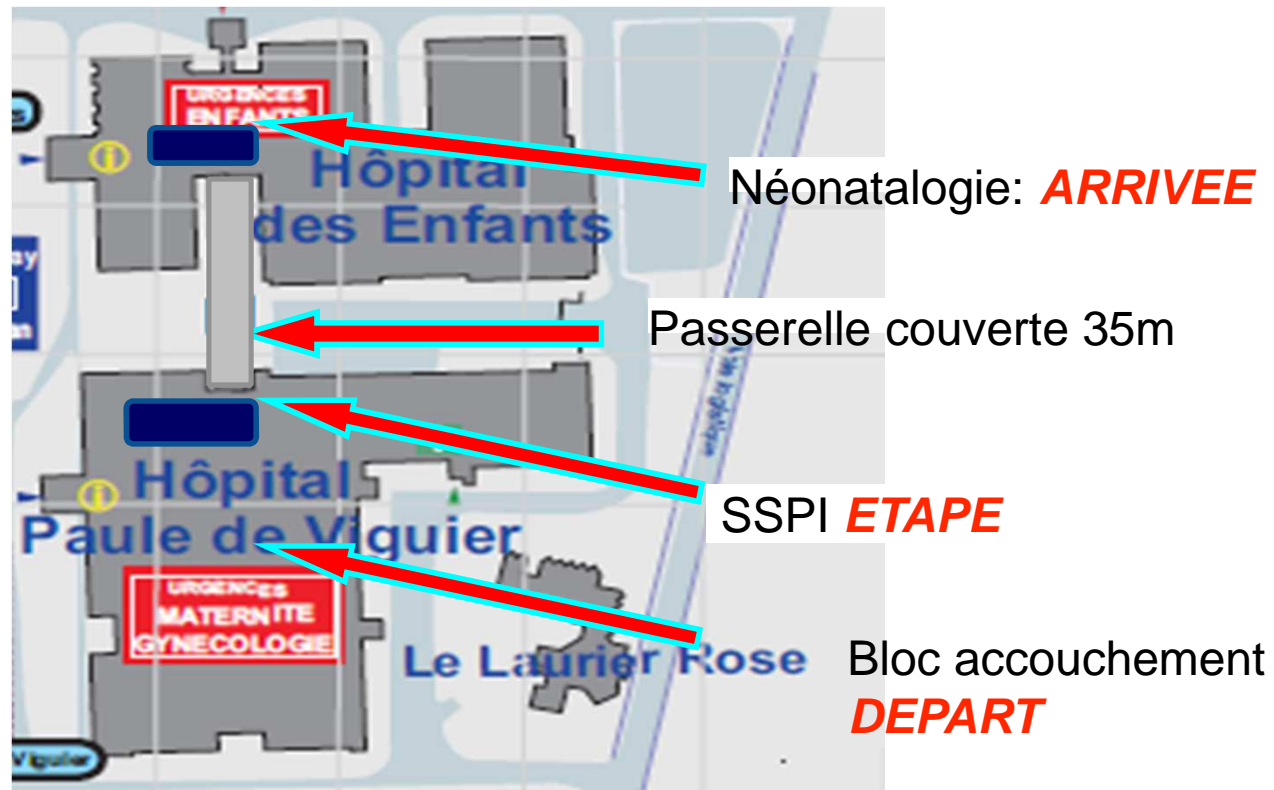 URGENCES
ENFANTS
i
Hôpital
des Enfants
Néonatalogie: ARRIVEE
Passerelle couverte 35m
SSPI ETAPE
i
Hôpital
Paule de Viguier
URGENCES
MATERNITE
GYNECOLOGIE
Le Laurier Rose
Bloc accouchement
DEPART
Viguier